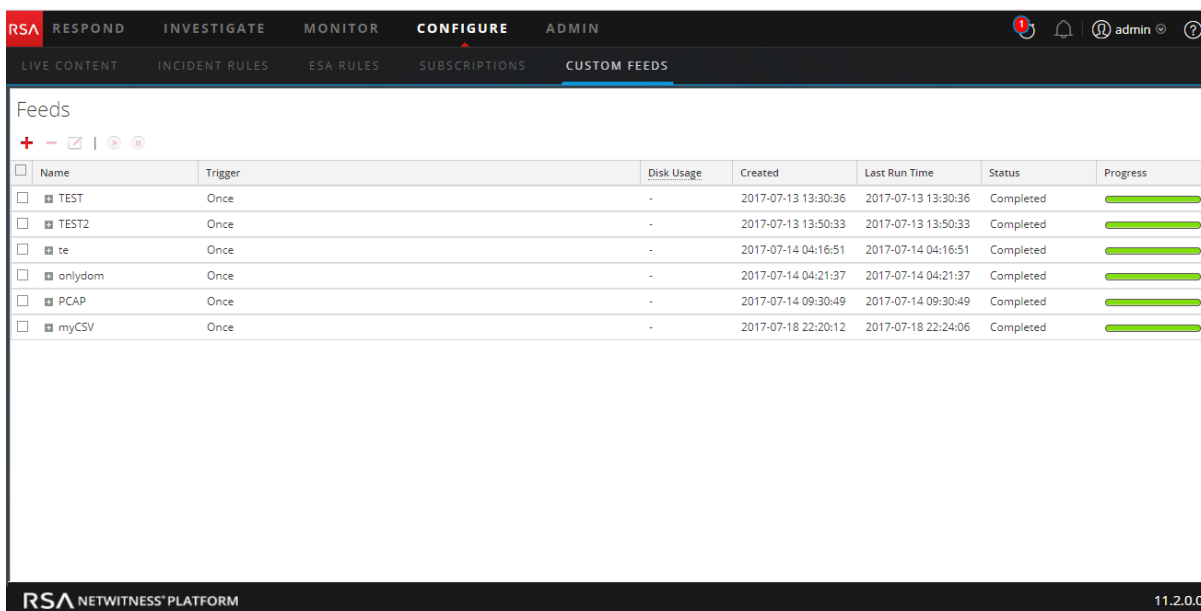 RSA RESPOND INVESTIGATE MONITOR CONFIGURE ADMIN 1 admin ?
LIVE CONTENT INCIDENT RULES ESA RULES SUBSCRIPTIONS CUSTOM FEEDS
Feeds
Name Trigger Disk Usage Created Last Run Time Status Progress
TEST Once - 2017-07-13 13:30:36 2017-07-13 13:30:36 Completed
TEST2 Once - 2017-07-13 13:50:33 2017-07-13 13:50:33 Completed
te Once - 2017-07-14 04:16:51 2017-07-14 04:16:51 Completed
onlydom Once - 2017-07-14 04:21:37 2017-07-14 04:21:37 Completed
PCAP Once - 2017-07-14 09:30:49 2017-07-14 09:30:49 Completed
myCSV Once - 2017-07-18 22:20:12 2017-07-18 22:24:06 Completed
RSA NETWITNESS® PLATFORM 11.2.0.0